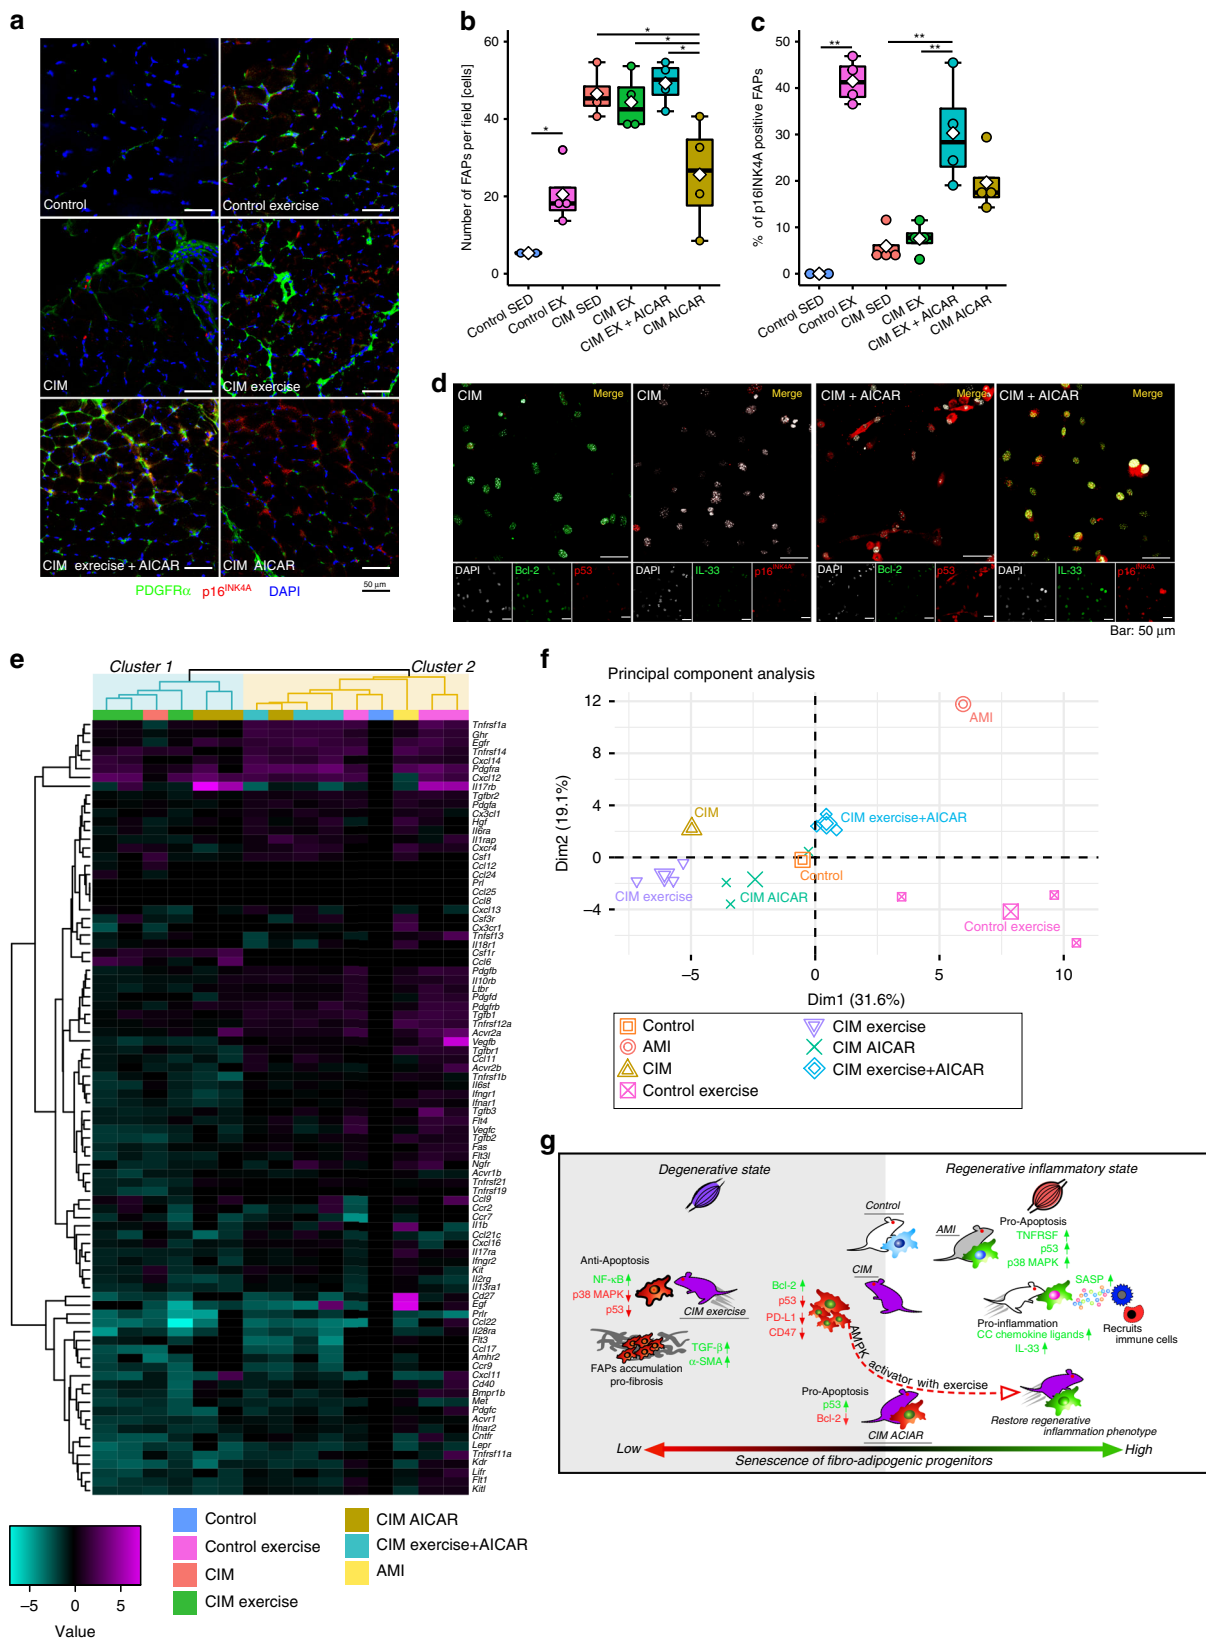 a
Control
Control exercise
CIM
CIM exercise
CIM exrecise + AICAR
CIM AICAR
PDGFRα p16INK4A DAPI
50 μm
b
Number of FAPs per field [cells]
60
40
20
0
*
*
*
*
Control SED
Control EX
CIM SED
CIM EX
CIM EX + AICAR
CIM AICAR
c
% of p16INK4A positive FAPs
50
40
30
20
10
0
**
**
**
Control SED
Control EX
CIM SED
CIM EX
CIM EX + AICAR
CIM AICAR
d
CIM Merge
CIM Merge
CIM + AICAR Merge
CIM + AICAR Merge
DAPI Bcl-2 p53
DAPI IL-33 p16INK4A
DAPI Bcl-2 p53
DAPI IL-33 p16INK4A
Bar: 50 μm
e
Cluster 1
Cluster 2
Tnfrsf1a
Ghr
Egfr
Tnfrsf14
Cxcl14
Pdgfra
Cxcl12
Il17rb
Tgfbr2
Pdgfa
Cx3cl1
Hgf
Il6ra
Il1rap
Cxcr4
Csf1
Ccl12
Ccl24
Prl
Ccl25
Ccl8
Cxcl13
Csf3r
Cx3cr1
Tnfsf13
Il18r1
Csf1r
Ccl6
Pdgfb
Il10rb
Ltbr
Pdgfd
Pdgfrb
Tgfb1
Tnfrsf12a
Acvr2a
Vegfb
Tgfbr1
Ccl11
Acvr2b
Tnfrsf1b
Il6st
Ifngr1
Ifnar1
Tgfb3
Flt4
Vegfc
Tgfb2
Fas
Flt3l
Ngfr
Acvr1b
Tnfrsf21
Tnfrsf19
Ccl9
Ccr2
Ccr7
Il1b
Ccl21c
Cxcl16
Il17ra
Ifngr2
Kit
Il2rg
Il13ra1
Cd27
Egf
Prlr
Ccl22
Il28ra
Flt3
Ccl17
Amhr2
Ccr9
Cxcl11
Cd40
Bmpr1b
Met
Pdgfc
Acvr1
Ifnar2
Cntfr
Lepr
Tnfrsf11a
Kdr
Lifr
Flt1
Kitl
−5 0 5
Value
Control
Control exercise
CIM
CIM exercise
CIM AICAR
CIM exercise+AICAR
AMI
f
Principal component analysis
Dim2 (19.1%)
12
8
4
0
−4
−5 0 5 10
Dim1 (31.6%)
AMI
CIM
CIM exercise+AICAR
Control
CIM exercise
CIM AICAR
Control exercise
Control
AMI
CIM
Control exercise
CIM exercise
CIM AICAR
CIM exercise+AICAR
g
Degenerative state
Regenerative inflammatory state
Control
AMI
Pro-Apoptosis
TNFRSF
p53
p38 MAPK
Anti-Apoptosis
NF-κB
p38 MAPK
p53
CIM exercise
CIM
Bcl-2
p53
PD-L1
CD47
SASP
Pro-inflammation
CC chemokine ligands
IL-33
Recruits
immune cells
FAPs accumulation
pro-fibrosis
TGF-β
α-SMA
AMPK activator with exercise
Pro-Apoptosis
p53
Bcl-2
CIM ACIAR
Restore regenerative
inflammation phenotype
Low
High
Senescence of fibro-adipogenic progenitors